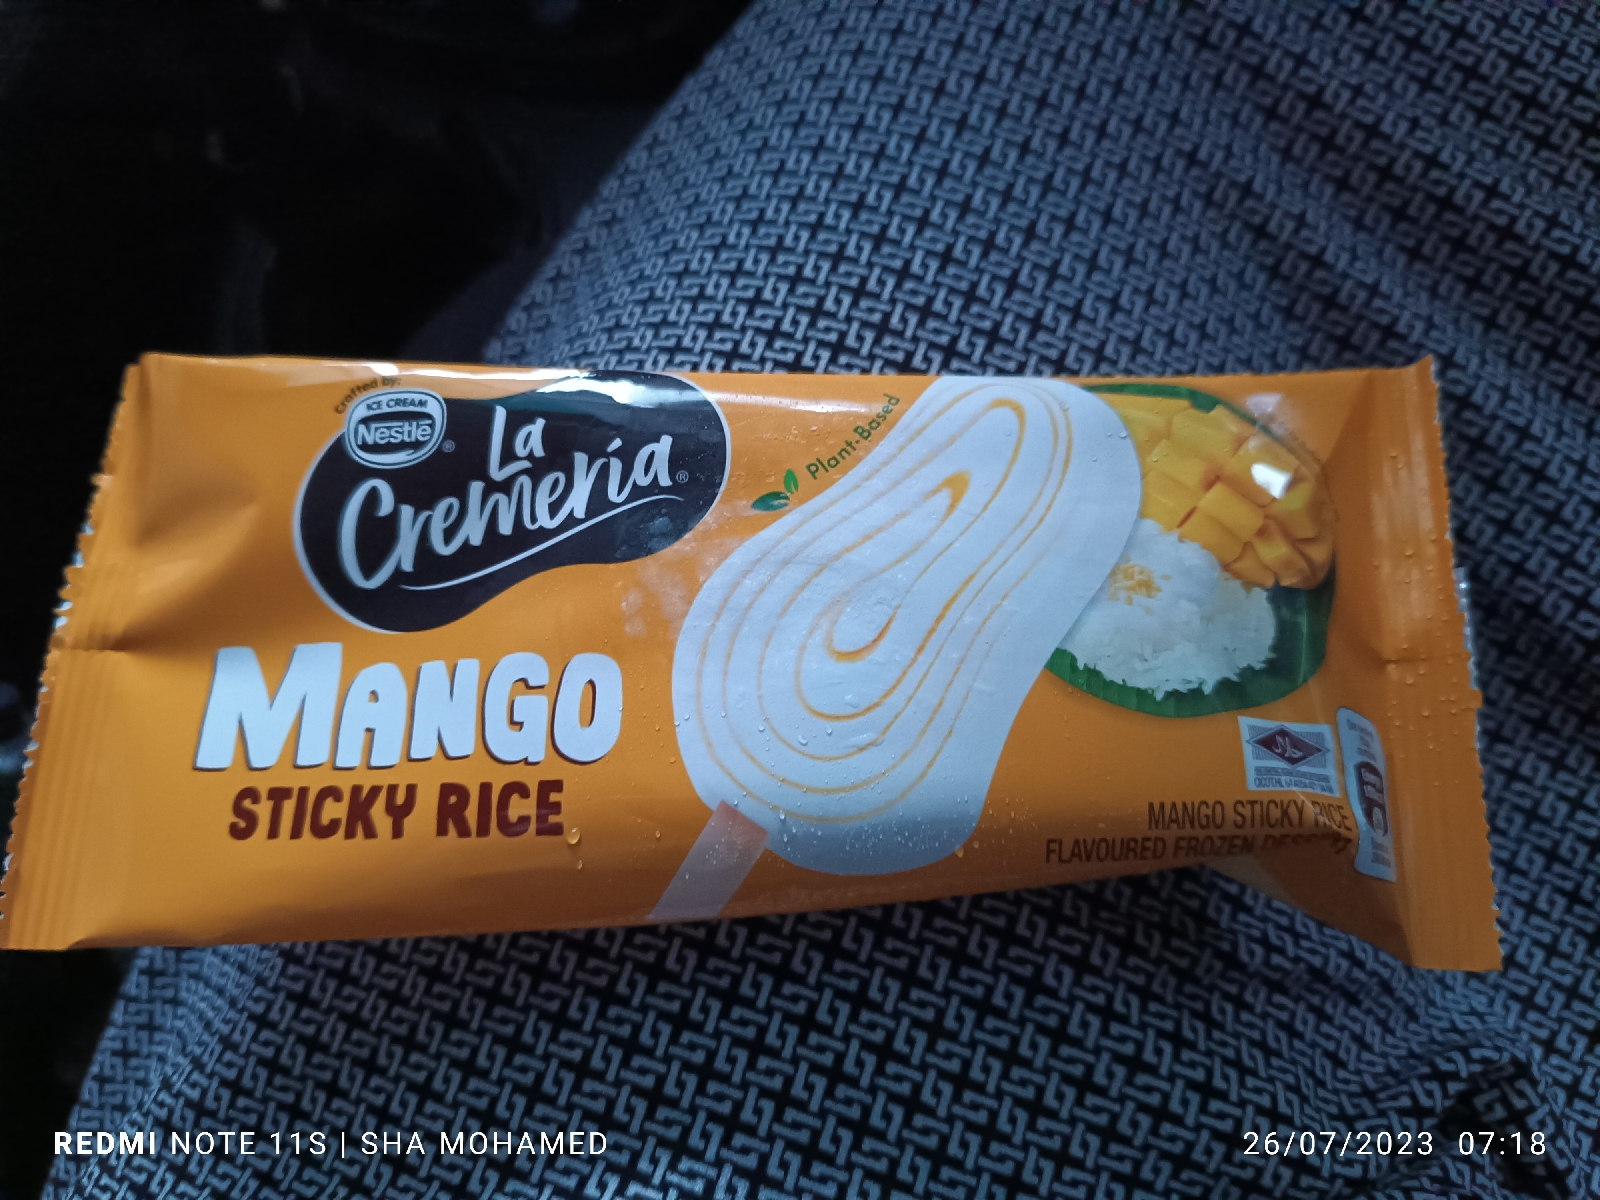 Crafted by:
ICE CREAM
Nestlé®
La
Cremería®
Plant-Based
MANGO
STICKY RICE
MANGO STICKY RICE
FLAVOURED FROZEN DESSERT
REDMI NOTE 11S | SHA MOHAMED
26/07/2023 07:18